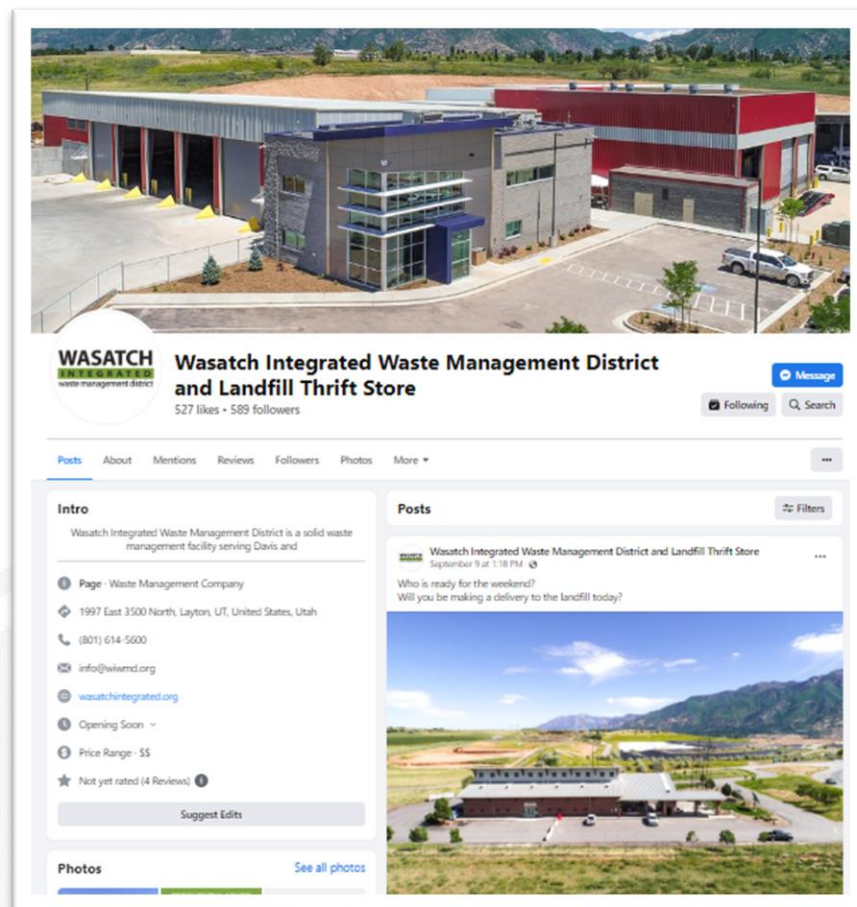 WASATCH
INTEGRATED
waste management district
Wasatch Integrated Waste Management District
and Landfill Thrift Store
527 likes • 589 followers
Message
Following
Search
Posts
About
Mentions
Reviews
Followers
Photos
More
Intro
Wasatch Integrated Waste Management District is a solid waste
management facility serving Davis and
Page · Waste Management Company
1997 East 3500 North, Layton, UT, United States, Utah
(801) 614-5600
info@wiwmd.org
wasatchintegrated.org
Opening Soon
Price Range · $$
Not yet rated (4 Reviews)
Suggest Edits
Photos
See all photos
Posts
Filters
WASATCH
Wasatch Integrated Waste Management District and Landfill Thrift Store
September 9 at 1:18 PM
Who is ready for the weekend?
Will you be making a delivery to the landfill today?